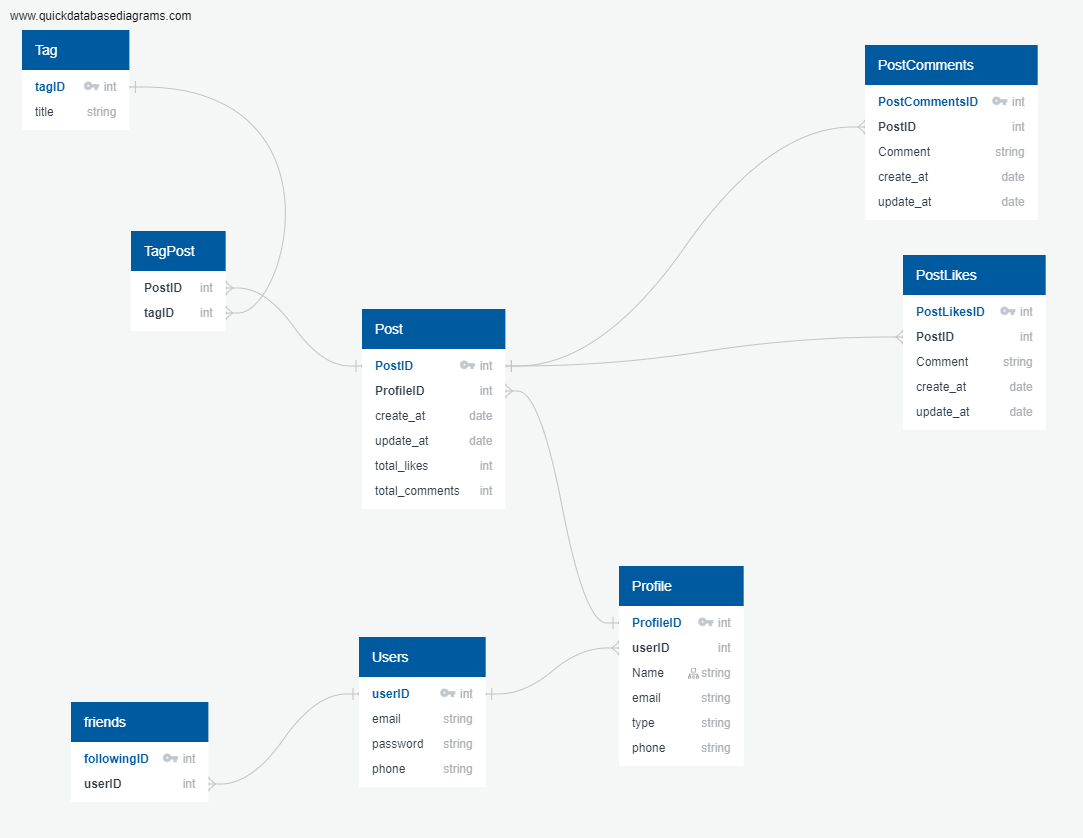 www.quickdatabasediagrams.com
Tag
tagID int
title string
TagPost
PostID int
tagID int
Post
PostID int
ProfileID int
create_at date
update_at date
total_likes int
total_comments int
PostComments
PostCommentsID int
PostID int
Comment string
create_at date
update_at date
PostLikes
PostLikesID int
PostID int
Comment string
create_at date
update_at date
Profile
ProfileID int
userID int
Name string
email string
type string
phone string
Users
userID int
email string
password string
phone string
friends
followingID int
userID int